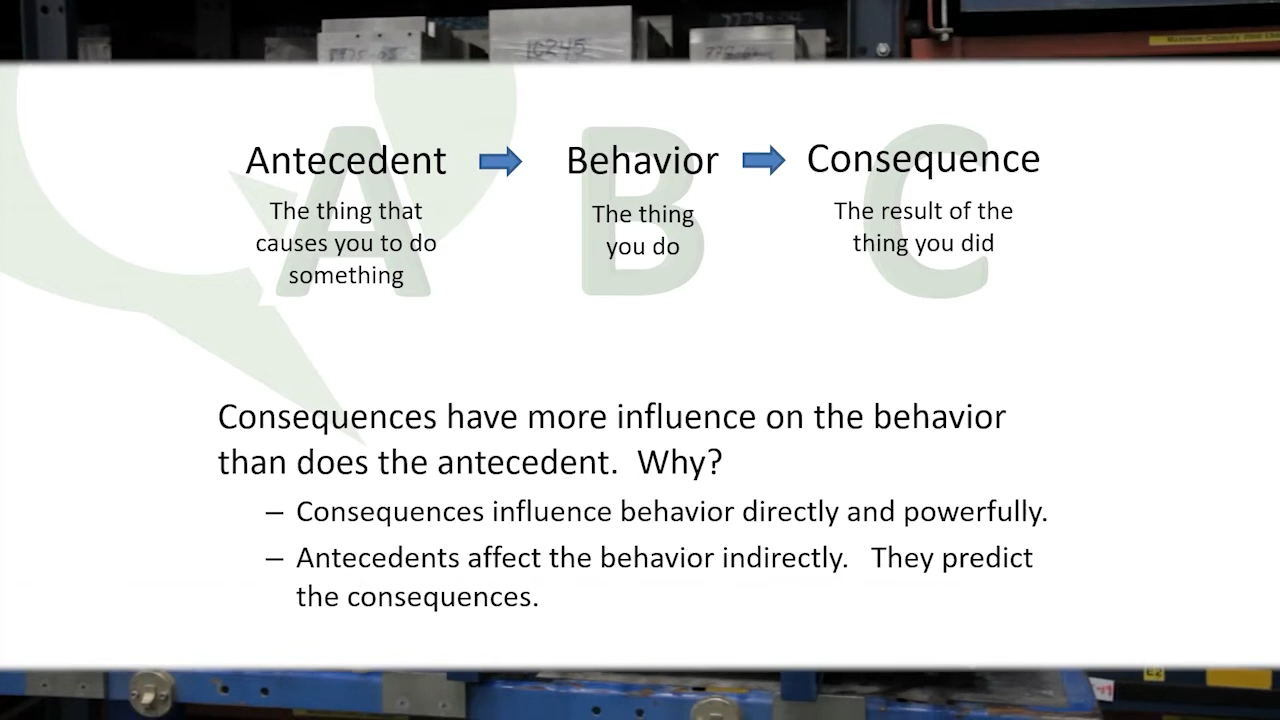 10245
Antecedent
Behavior
Consequence
The thing that
causes you to do
something
The thing
you do
The result of the
thing you did
A
B
C
Consequences have more influence on the behavior
than does the antecedent.  Why?
– Consequences influence behavior directly and powerfully.
– Antecedents affect the behavior indirectly.   They predict
the consequences.